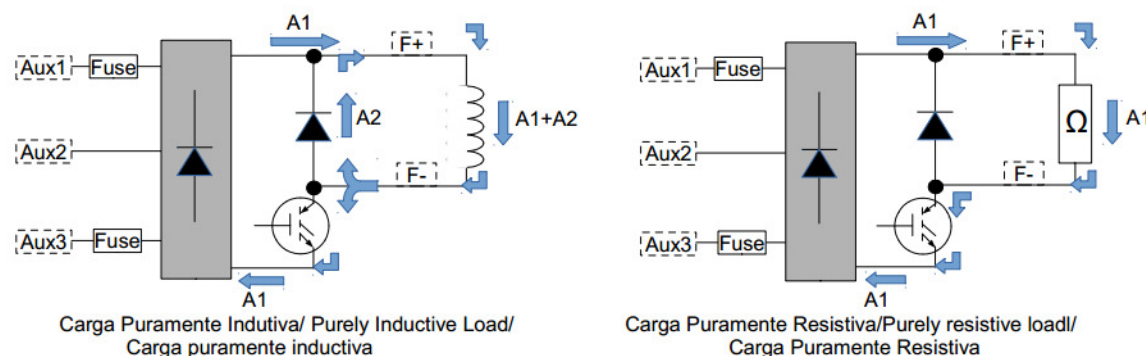 A1
F+
Aux1
Fuse
Aux2
A2
A1+A2
F-
Aux3
Fuse
A1
Carga Puramente Indutiva/ Purely Inductive Load/
Carga puramente inductiva
A1
F+
Aux1
Fuse
Aux2
Ω
A1
F-
Aux3
Fuse
A1
Carga Puramente Resistiva/Purely resistive loadl/
Carga Puramente Resistiva